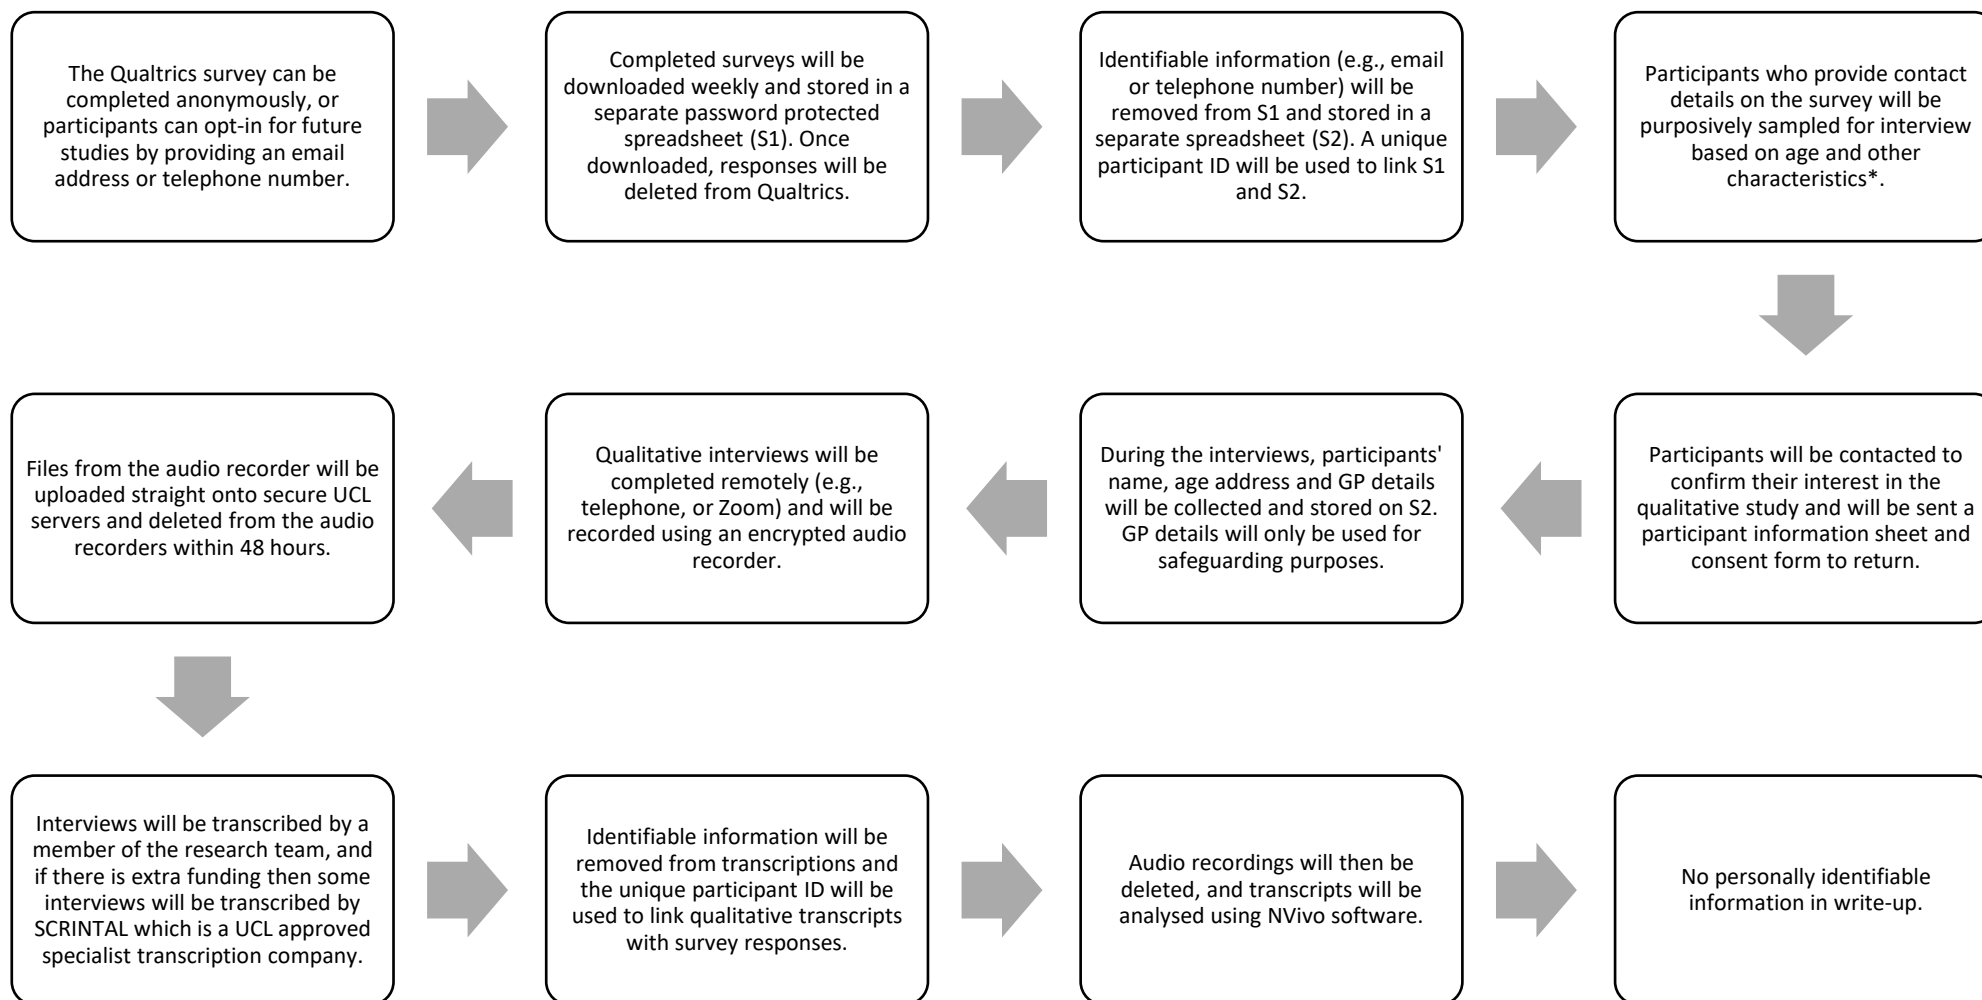 The Qualtrics survey can be
completed anonymously, or
participants can opt-in for future
studies by providing an email
address or telephone number.
Completed surveys will be
downloaded weekly and stored in a
separate password protected
spreadsheet (S1). Once
downloaded, responses will be
deleted from Qualtrics.
Identifiable information (e.g., email
or telephone number) will be
removed from S1 and stored in a
separate spreadsheet (S2). A unique
participant ID will be used to link S1
and S2.
Participants who provide contact
details on the survey will be
purposively sampled for interview
based on age and other
characteristics*.
Participants will be contacted to
confirm their interest in the
qualitative study and will be sent a
participant information sheet and
consent form to return.
During the interviews, participants'
name, age address and GP details
will be collected and stored on S2.
GP details will only be used for
safeguarding purposes.
Qualitative interviews will be
completed remotely (e.g.,
telephone, or Zoom) and will be
recorded using an encrypted audio
recorder.
Files from the audio recorder will be
uploaded straight onto secure UCL
servers and deleted from the audio
recorders within 48 hours.
Interviews will be transcribed by a
member of the research team, and
if there is extra funding then some
interviews will be transcribed by
SCRINTAL which is a UCL approved
specialist transcription company.
Identifiable information will be
removed from transcriptions and
the unique participant ID will be
used to link qualitative transcripts
with survey responses.
Audio recordings will then be
deleted, and transcripts will be
analysed using NVivo software.
No personally identifiable
information in write-up.